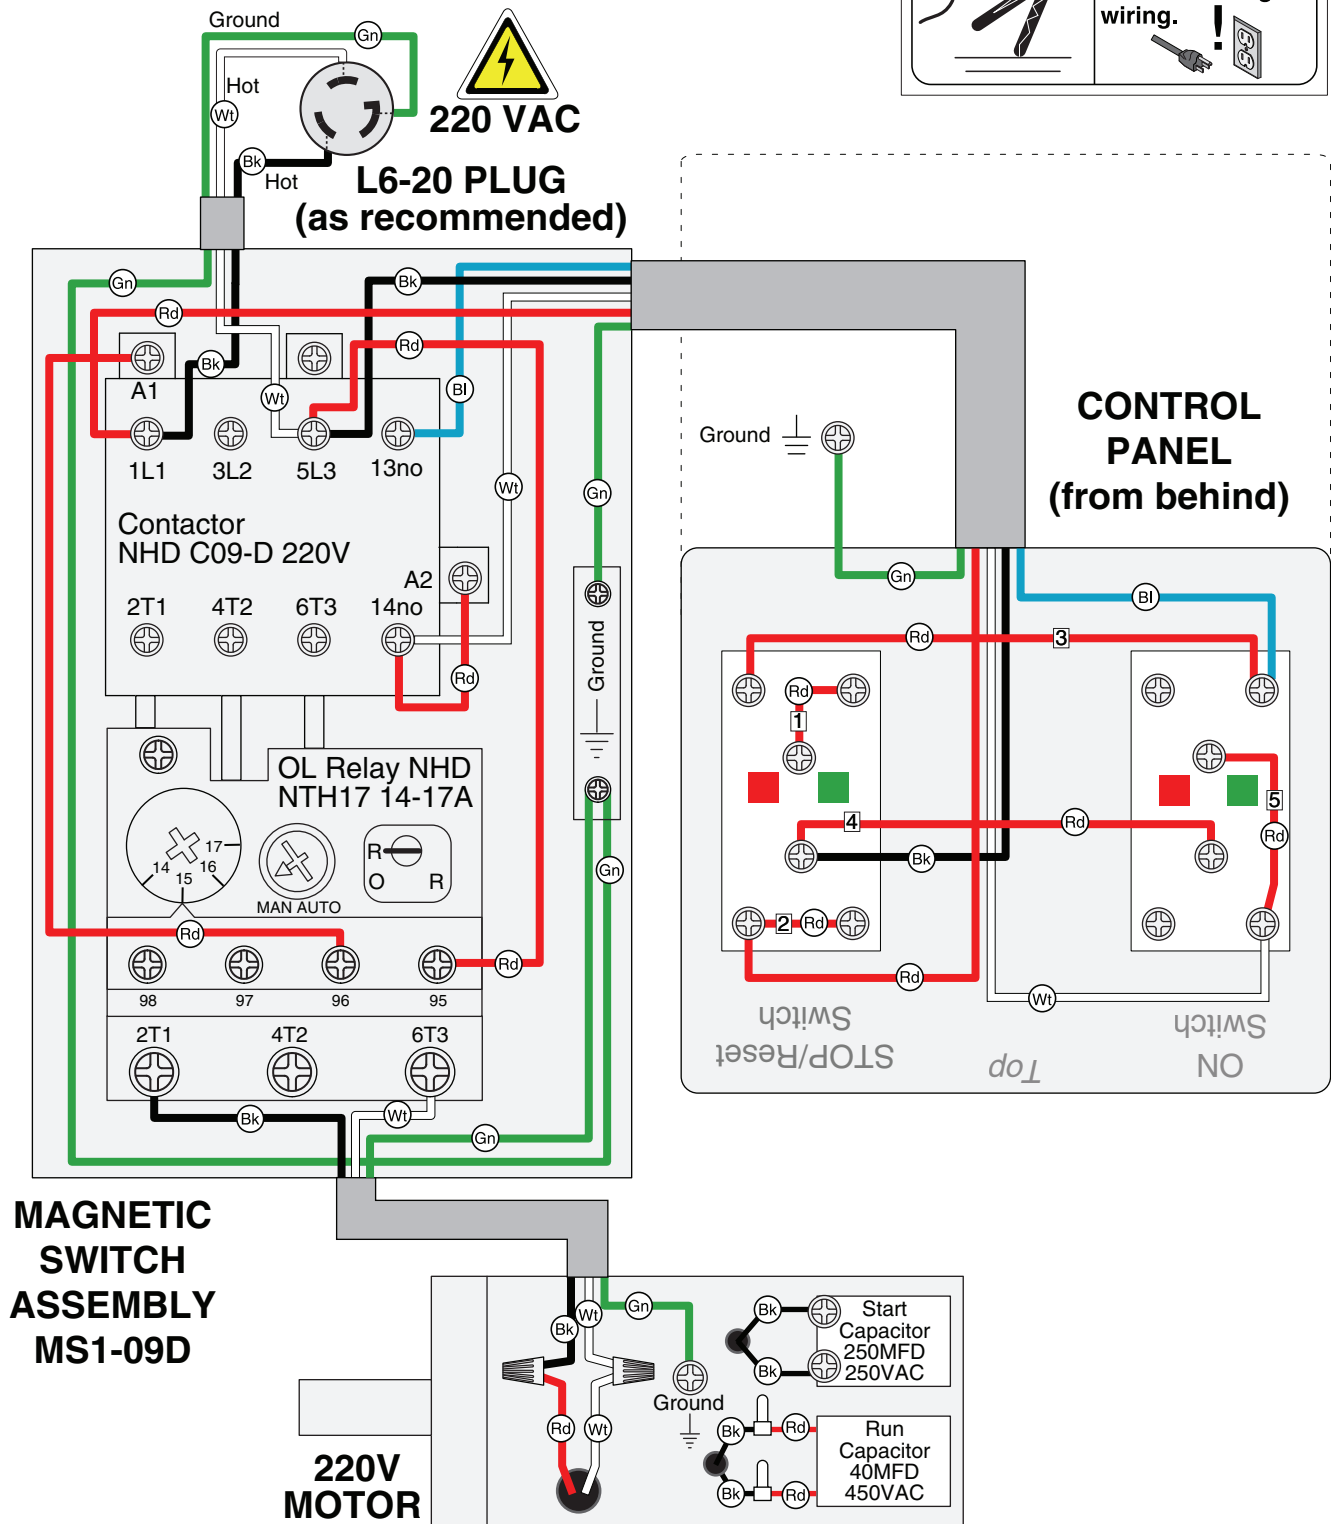 wiring.
!
Ground
Gn
Hot
Wt
220 VAC
Bk
Hot
L6-20 PLUG
(as recommended)
Gn
Bk
Rd
Rd
Bk
A1
Wt
Bl
1L1
3L2
5L3
13no
CONTROL
PANEL
(from behind)
Ground
Wt
Gn
Contactor
NHD C09-D 220V
A2
2T1
4T2
6T3
14no
Gn
Bl
Ground
Rd
3
Rd
Rd
1
OL Relay NHD
NTH17 14-17A
5
4
Rd
Rd
17
14
15
16
R
O
R
MAN AUTO
Bk
Gn
Rd
2
Rd
Rd
98
97
96
95
Rd
Wt
2T1
4T2
6T3
Switch
STOP/Reset
Top
Switch
ON
Bk
Wt
Gn
MAGNETIC
SWITCH
ASSEMBLY
MS1-09D
Gn
Wt
Bk
Bk
Bk
Start
Capacitor
250MFD
250VAC
Ground
Rd
Wt
Bk
Rd
Bk
Rd
Run
Capacitor
40MFD
450VAC
220V
MOTOR